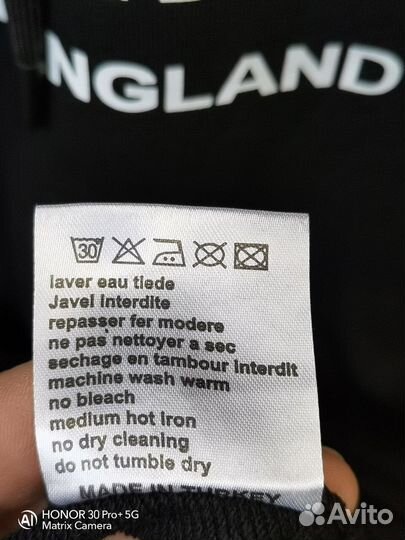 NGLAND
30
laver eau tiede
Javel interdite
repasser fer modere
ne pas nettoyer a sec
sechage en tambour interdit
machine wash warm
no bleach
medium hot iron
no dry cleaning
do not tumble dry
MADE IN TURKEY
AI HONOR 30 Pro+ 5G
Matrix Camera
Avito